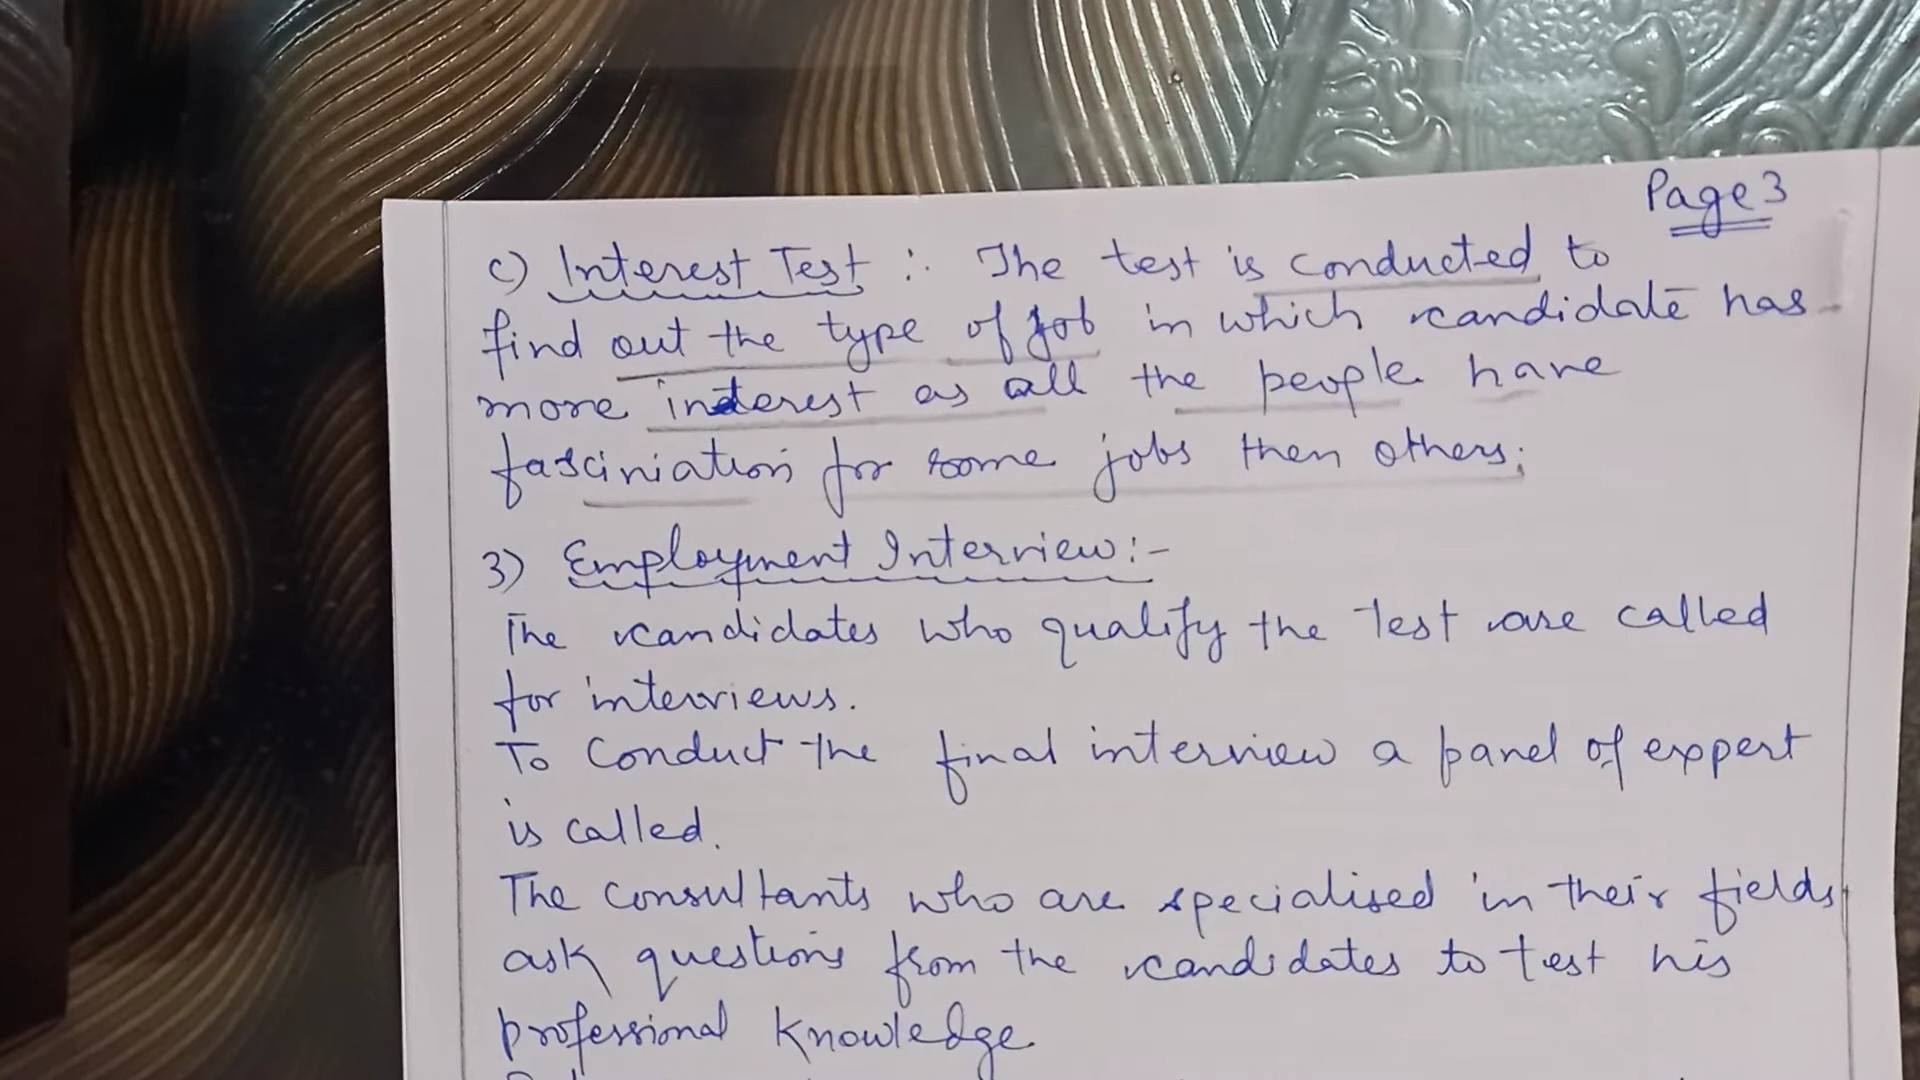 Page 3
c) Interest Test :. The test is conducted to
find out the type of job in which candidate has
more interest as all the people have
fasciniation for some jobs then others;
3) Employment Interview:-
The candidates who qualify the Test are called
for interviews.
To Conduct the final interview a panel of expert
is called.
The Consultants who are specialised in their fields
ask questions from the candidates to test his
professional Knowledge